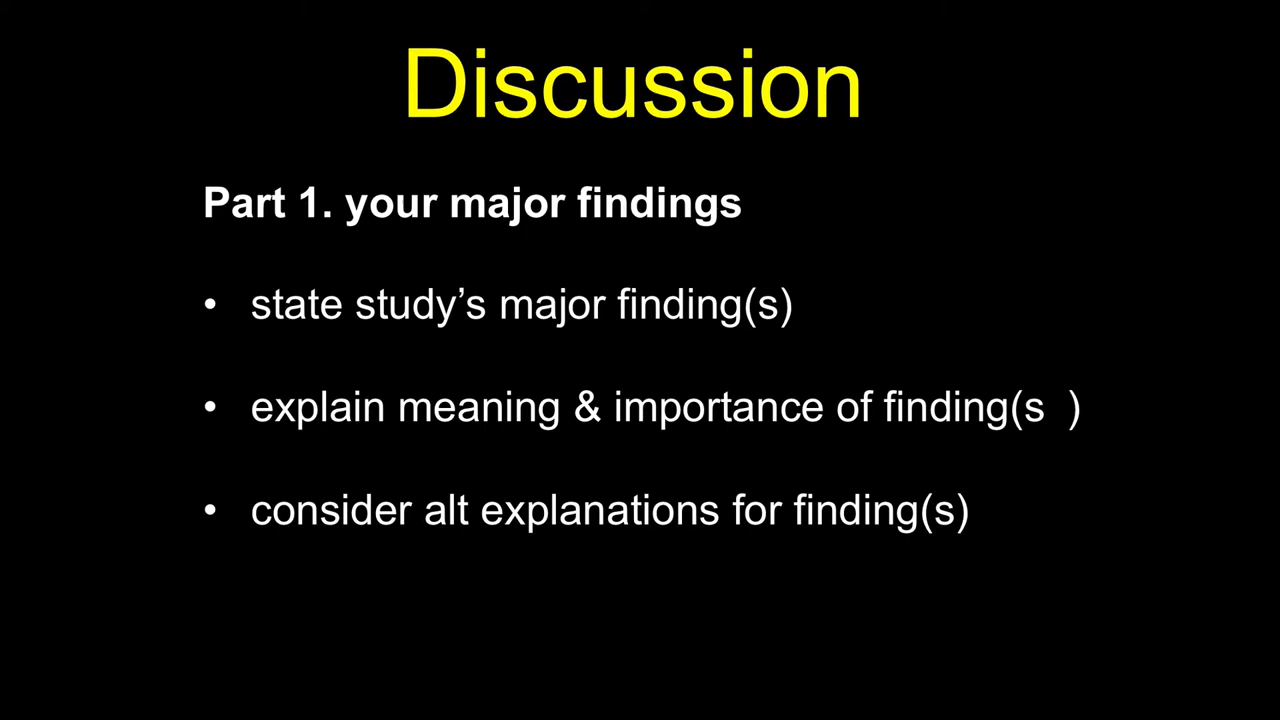 Discussion
Part 1. your major findings
• state study’s major finding(s)
• explain meaning & importance of finding(s  )
• consider alt explanations for finding(s)